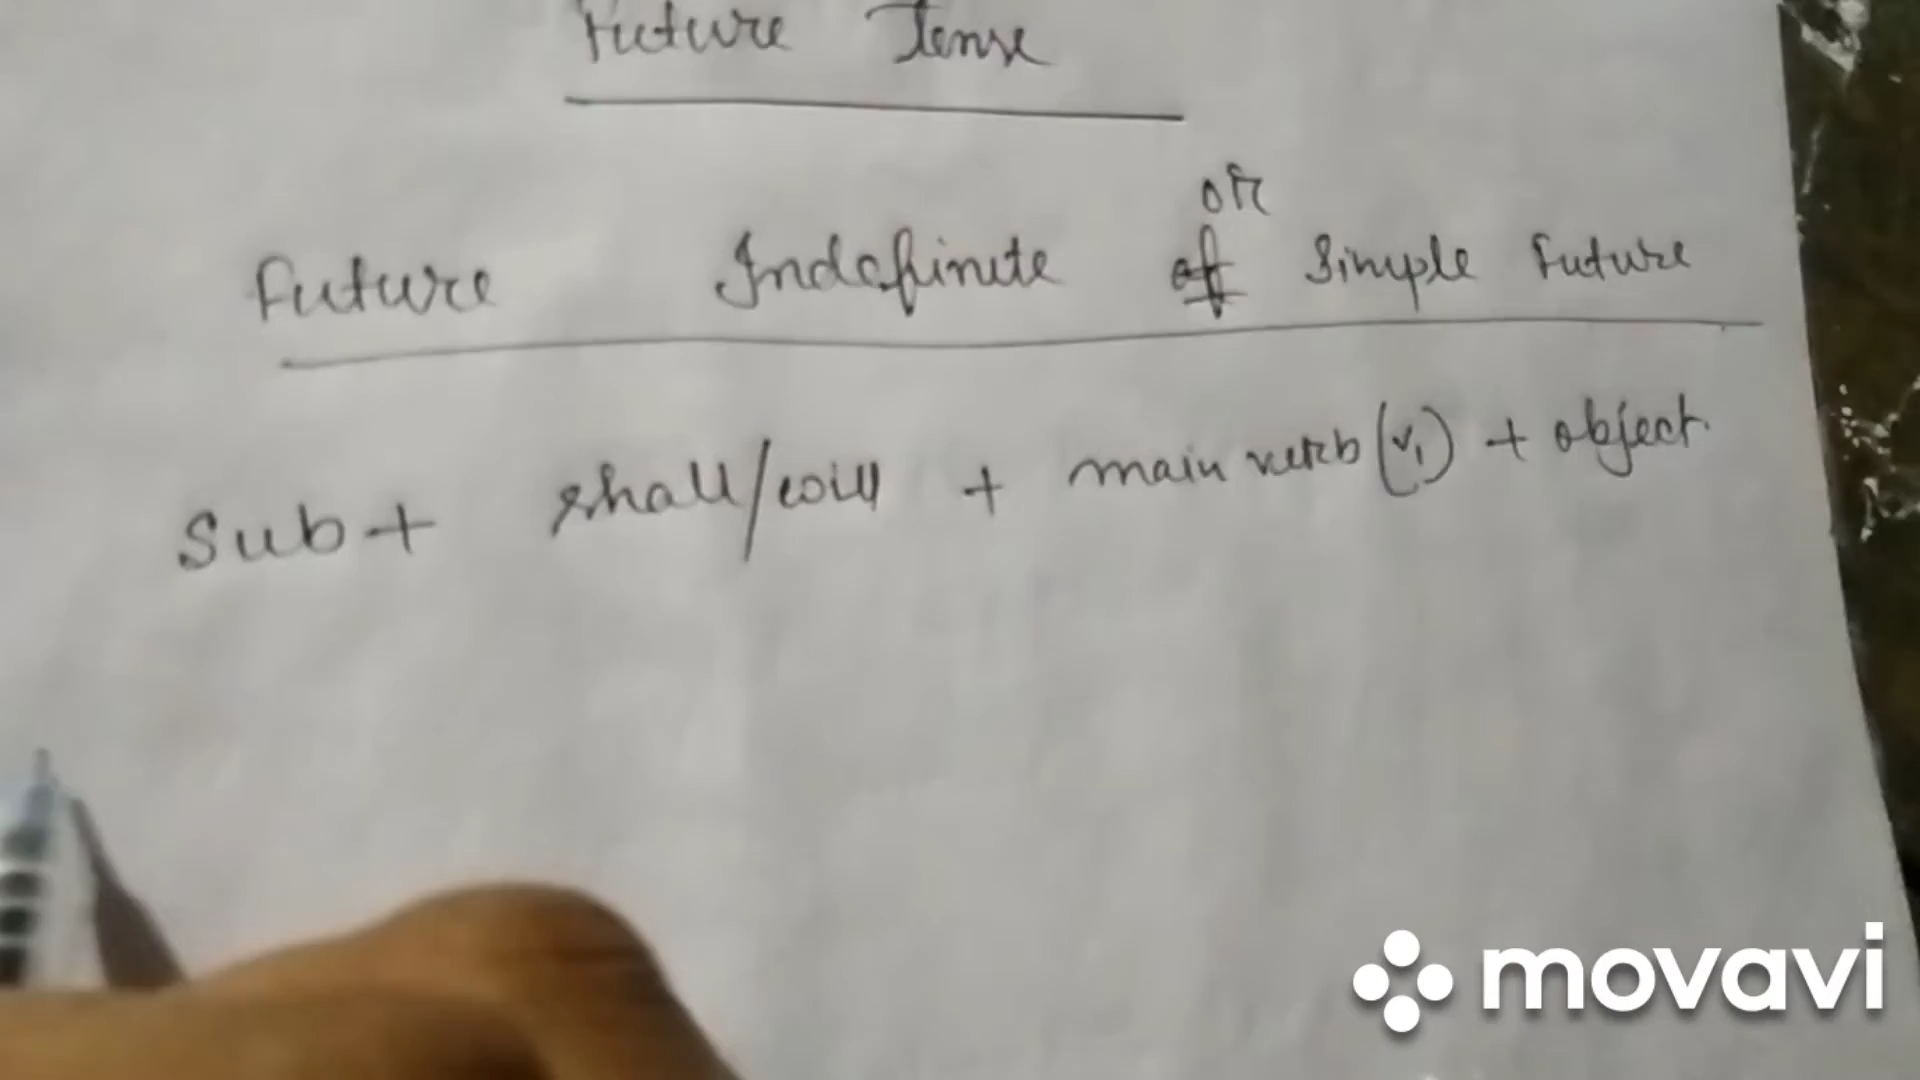 Future Tense
or
Future Indefinite of Simple Future
Sub + shall/will + main verb (v1) + object.
movavi